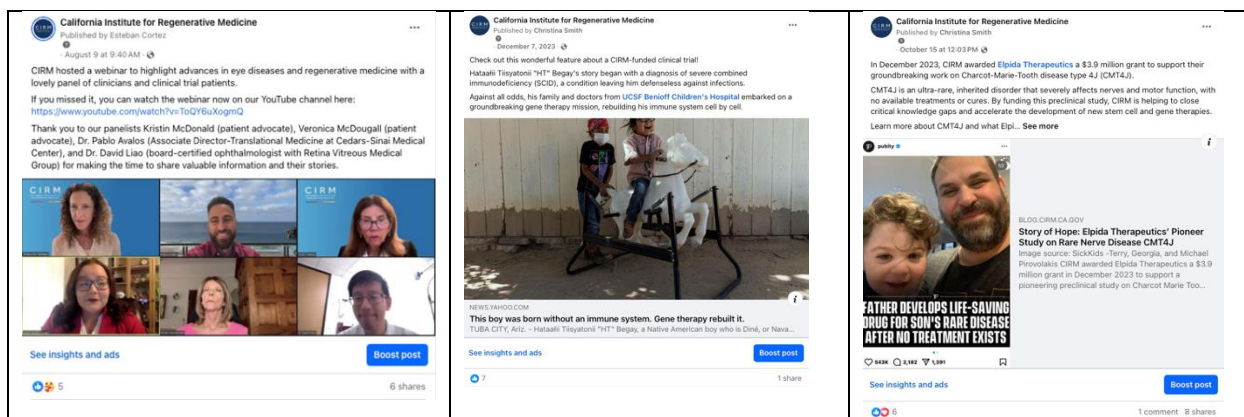 California Institute for Regenerative Medicine
Published by Esteban Cortez
· August 9 at 9:40 AM ·
CIRM hosted a webinar to highlight advances in eye diseases and regenerative medicine with a
lovely panel of clinicians and clinical trial patients.
If you missed it, you can watch the webinar now on our YouTube channel here:
https://www.youtube.com/watch?v=ToQY6uXogmQ
Thank you to our panelists Kristin McDonald (patient advocate), Veronica McDougall (patient
advocate), Dr. Pablo Avalos (Associate Director-Translational Medicine at Cedars-Sinai Medical
Center), and Dr. David Liao (board-certified ophthalmologist with Retina Vitreous Medical
Group) for making the time to share valuable information and their stories.
CIRM
CIRM
See insights and ads
Boost post
5
6 shares
CIRM
California Institute for Regenerative Medicine
Published by Christina Smith
· December 7, 2023 ·
Check out this wonderful feature about a CIRM-funded clinical trial!
Hataałii Tiisyatonii "HT" Begay's story began with a diagnosis of severe combined
immunodeficiency (SCID), a condition leaving him defenseless against infections.
Against all odds, his family and doctors from UCSF Benioff Children's Hospital embarked on a
groundbreaking gene therapy mission, rebuilding his immune system cell by cell.
NEWS.YAHOO.COM
This boy was born without an immune system. Gene therapy rebuilt it.
TUBA CITY, Ariz. - Hataałii Tiisyatonii "HT" Begay, a Native American boy who is Diné, or Nava...
See insights and ads
Boost post
7
1 share
CIRM
California Institute for Regenerative Medicine
Published by Christina Smith
· October 15 at 12:03 PM
In December 2023, CIRM awarded Elpida Therapeutics a $3.9 million grant to support their
groundbreaking work on Charcot-Marie-Tooth disease type 4J (CMT4J).
CMT4J is an ultra-rare, inherited disorder that severely affects nerves and motor function, with
no available treatments or cures. By funding this preclinical study, CIRM is helping to close
critical knowledge gaps and accelerate the development of new stem cell and gene therapies.
Learn more about CMT4J and what Elpi... See more
pubity
FATHER DEVELOPS LIFE-SAVING
DRUG FOR SON'S RARE DISEASE
AFTER NO TREATMENT EXISTS
543K 2,182 1,391
BLOG.CIRM.CA.GOV
Story of Hope: Elpida Therapeutics' Pioneer
Study on Rare Nerve Disease CMT4J
Image source: SickKids -Terry, Georgia, and Michael
Pirovolakis CIRM awarded Elpida Therapeutics a $3.9
million grant in December 2023 to support a
pioneering preclinical study on Charcot Marie Too...
See insights and ads
Boost post
6
1 comment 8 shares